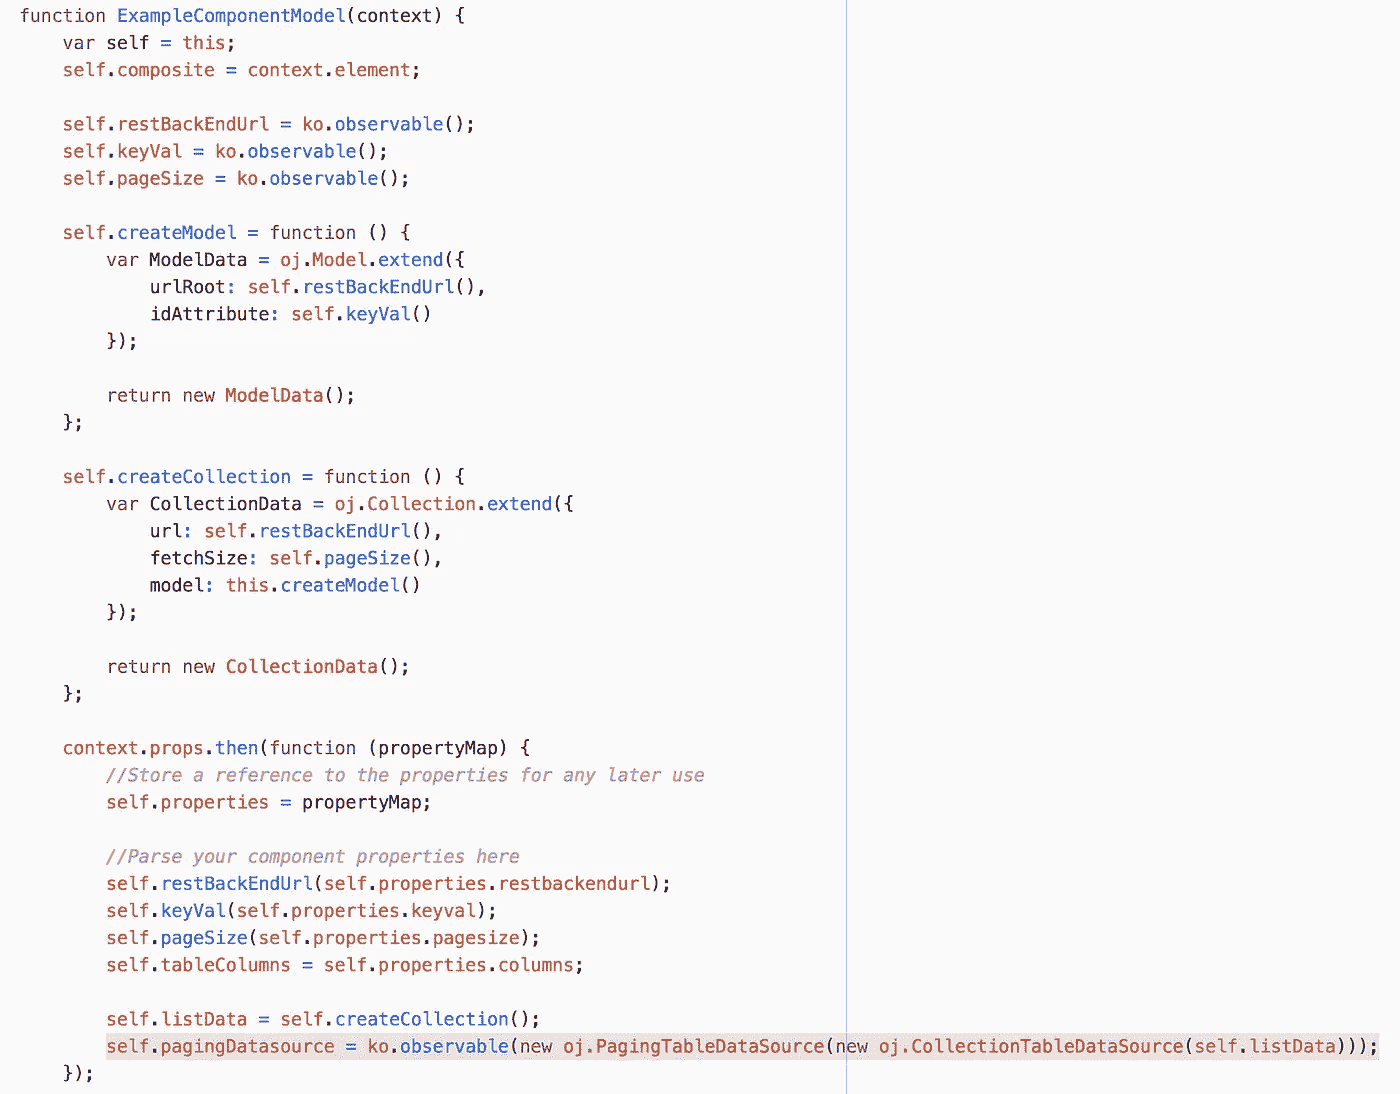 function ExampleComponentModel(context) {
    var self = this;
    self.composite = context.element;

    self.restBackEndUrl = ko.observable();
    self.keyVal = ko.observable();
    self.pageSize = ko.observable();

    self.createModel = function () {
        var ModelData = oj.Model.extend({
            urlRoot: self.restBackEndUrl(),
            idAttribute: self.keyVal()
        });

        return new ModelData();
    };

    self.createCollection = function () {
        var CollectionData = oj.Collection.extend({
            url: self.restBackEndUrl(),
            fetchSize: self.pageSize(),
            model: this.createModel()
        });

        return new CollectionData();
    };

    context.props.then(function (propertyMap) {
        //Store a reference to the properties for any later use
        self.properties = propertyMap;

        //Parse your component properties here
        self.restBackEndUrl(self.properties.restbackendurl);
        self.keyVal(self.properties.keyval);
        self.pageSize(self.properties.pagesize);
        self.tableColumns = self.properties.columns;

        self.listData = self.createCollection();
        self.pagingDatasource = ko.observable(new oj.PagingTableDataSource(new oj.CollectionTableDataSource(self.listData)));
    });